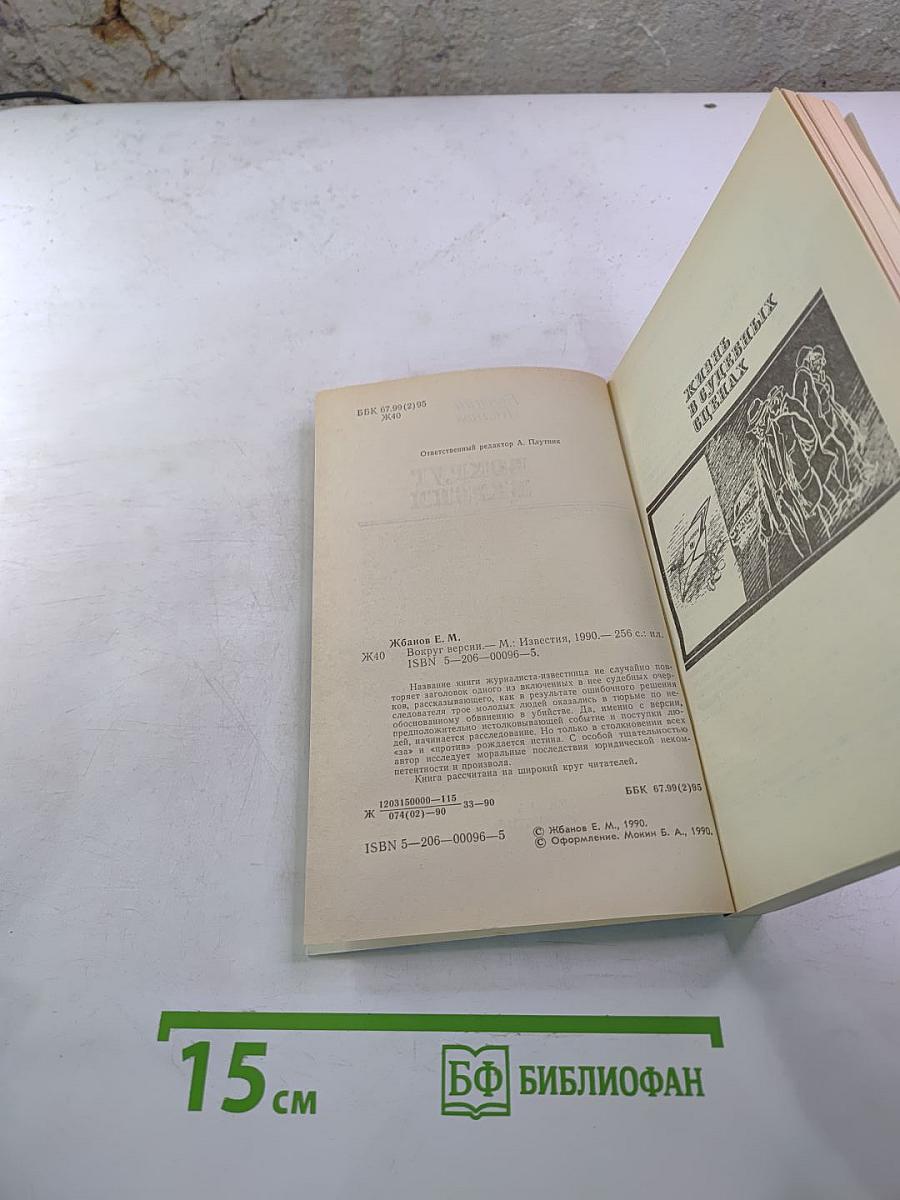 ББК 67.99(2)95
Ж40
Ответственный редактор А. Плутник
Жбанов Е. М.
Ж40 Вокруг версии.— М.: Известия, 1990.— 256 с.: ил.
ISBN 5—206—00096—5.
Название книги журналиста-известинца не случайно пов-
торяет заголовок одного из включенных в нее судебных очер-
ков, рассказывающего, как в результате ошибочного решения
следователя трое молодых людей оказались в тюрьме по не-
обоснованному обвинению в убийстве. Да, именно с версии,
предположительно истолковывающей событие и поступки лю-
дей, начинается расследование. Но только в столкновении всех
«за» и «против» рождается истина. С особой тщательностью
автор исследует моральные последствия юридической неком-
петентности и произвола.
Книга рассчитана на широкий круг читателей.
Ж 1203150000—115
074(02)—90 33—90
ББК 67.99(2)95
ISBN 5—206—00096—5
© Жбанов Е. М., 1990.
© Оформление. Мокин Б. А., 1990.
ЖИЗНЬ
В СУДЕБНЫХ
СЦЕНАХ
15 см
БФ БИБЛИОФАН